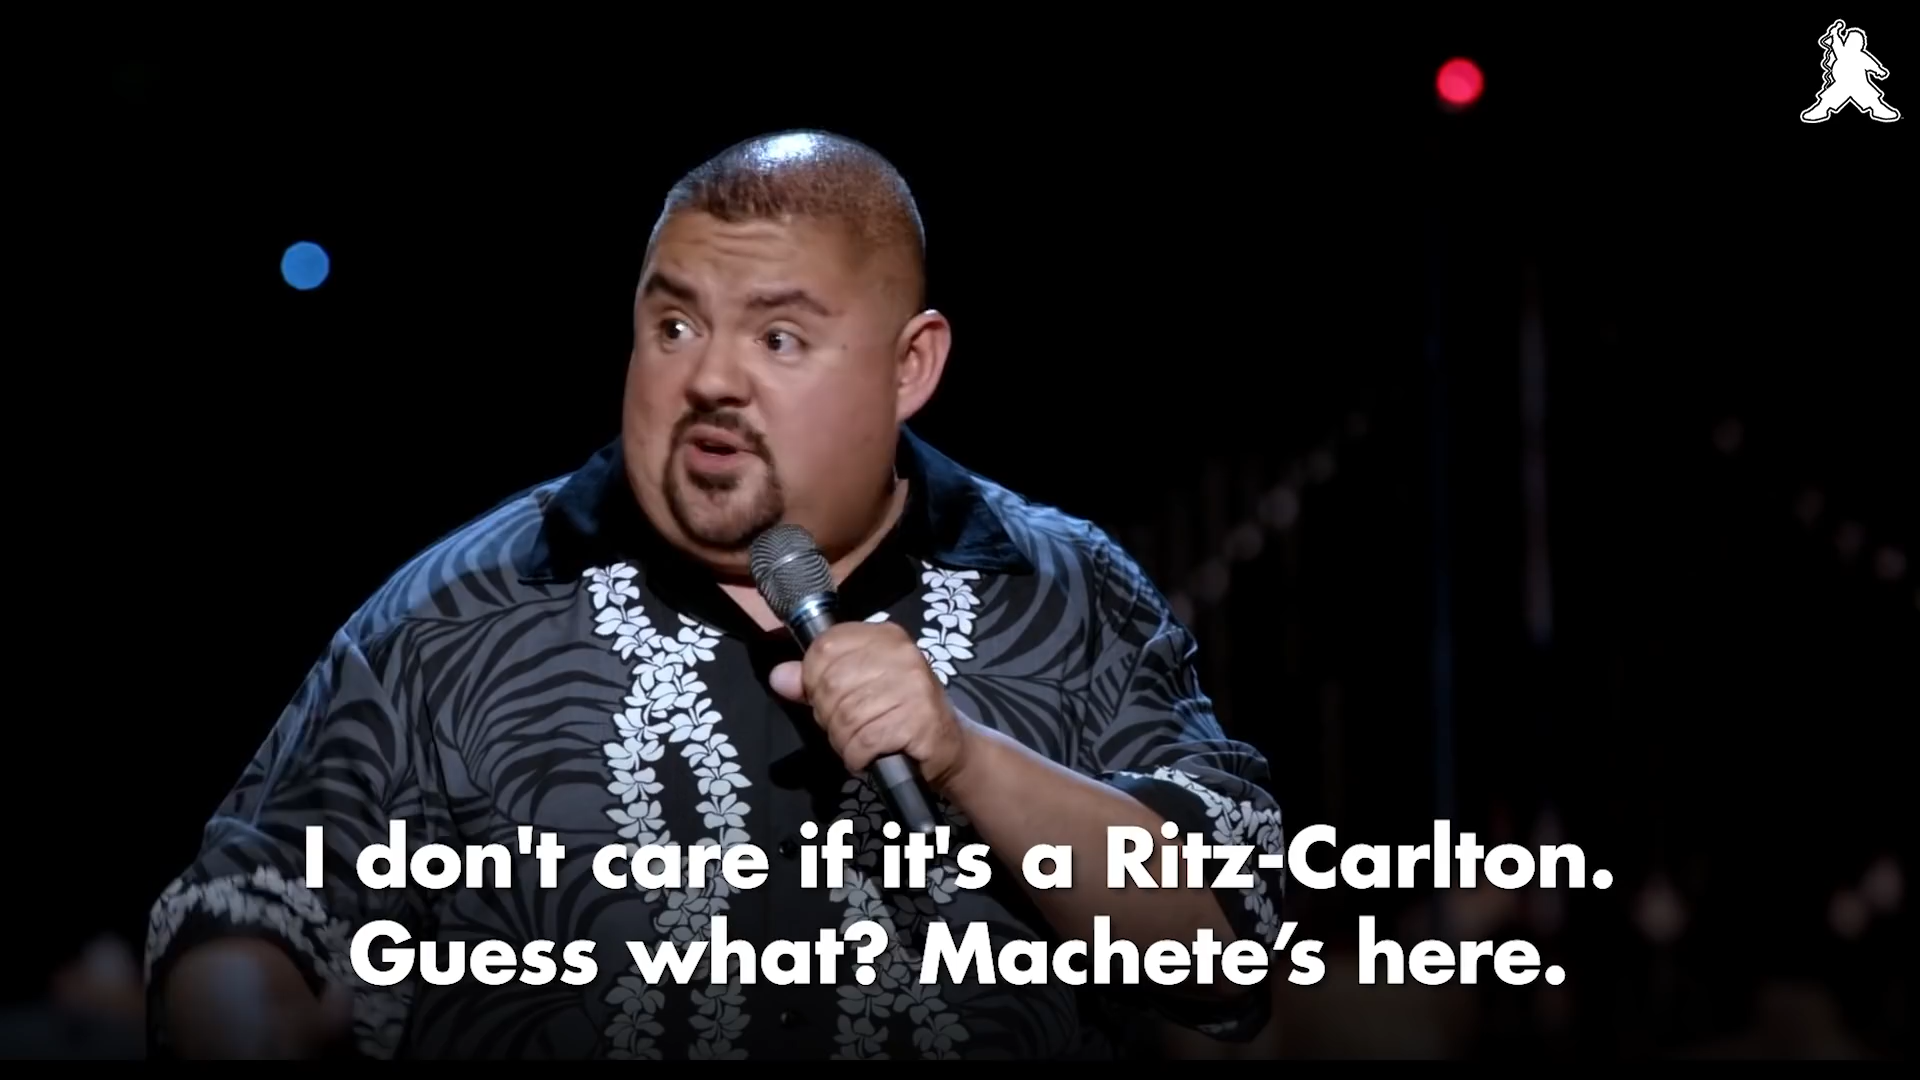 I don't care if it's a Ritz-Carlton.
Guess what? Machete’s here.